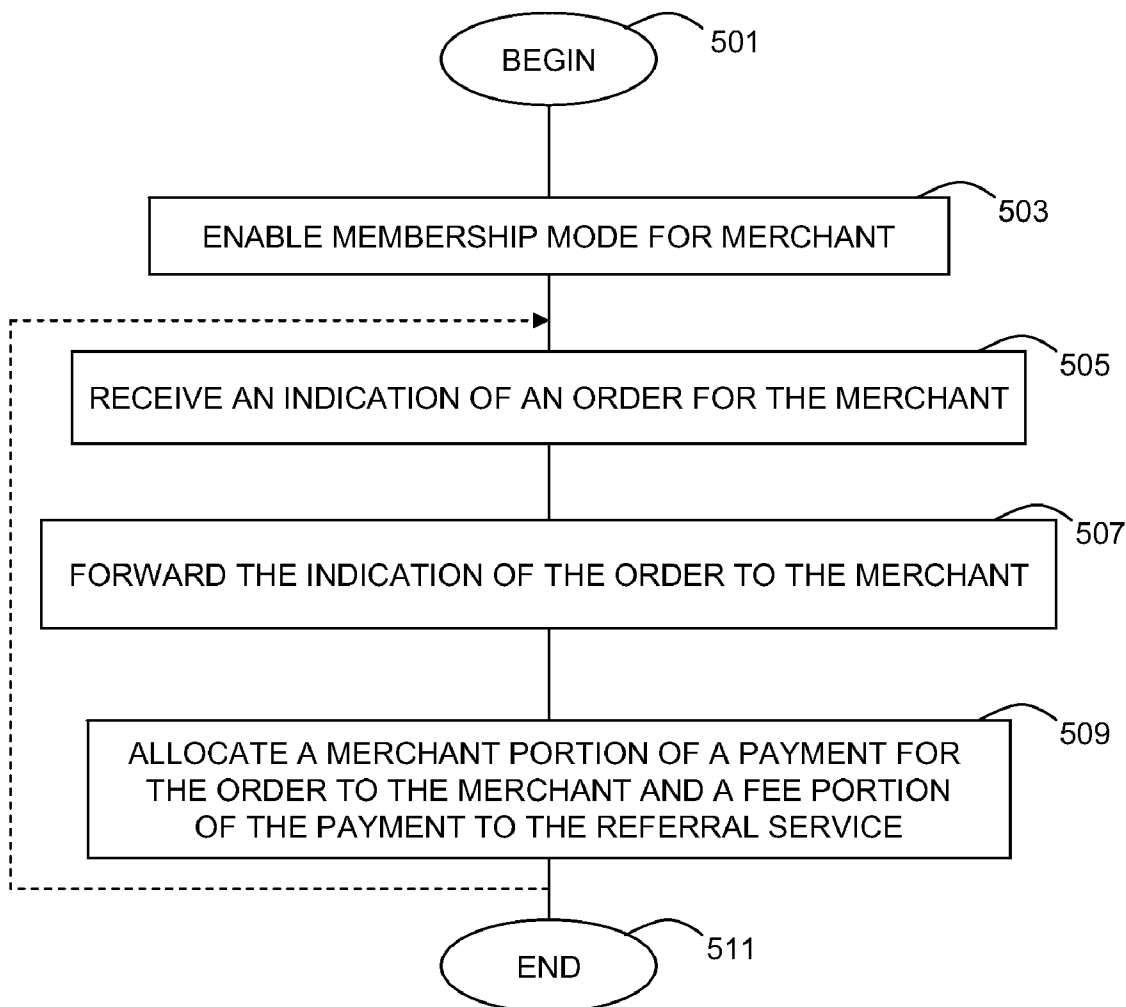 BEGIN
501
ENABLE MEMBERSHIP MODE FOR MERCHANT
503
RECEIVE AN INDICATION OF AN ORDER FOR THE MERCHANT
505
FORWARD THE INDICATION OF THE ORDER TO THE MERCHANT
507
ALLOCATE A MERCHANT PORTION OF A PAYMENT FOR
THE ORDER TO THE MERCHANT AND A FEE PORTION
OF THE PAYMENT TO THE REFERRAL SERVICE
509
END
511